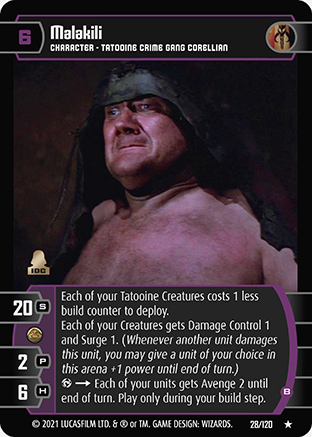 6
Malakili
CHARACTER - TATOOINE CRIME GANG CORELLIAN
IDC
20 S
2 P
6 H
Each of your Tatooine Creatures costs 1 less
build counter to deploy.
Each of your Creatures gets Damage Control 1
and Surge 1. (Whenever another unit damages
this unit, you may give a unit of your choice in
this arena +1 power until end of turn.)
→ Each of your units gets Avenge 2 until
end of turn. Play only during your build step.
B
© 2021 LUCASFILM LTD. & ® or TM. GAME DESIGN: WIZARDS. 28/120 ★